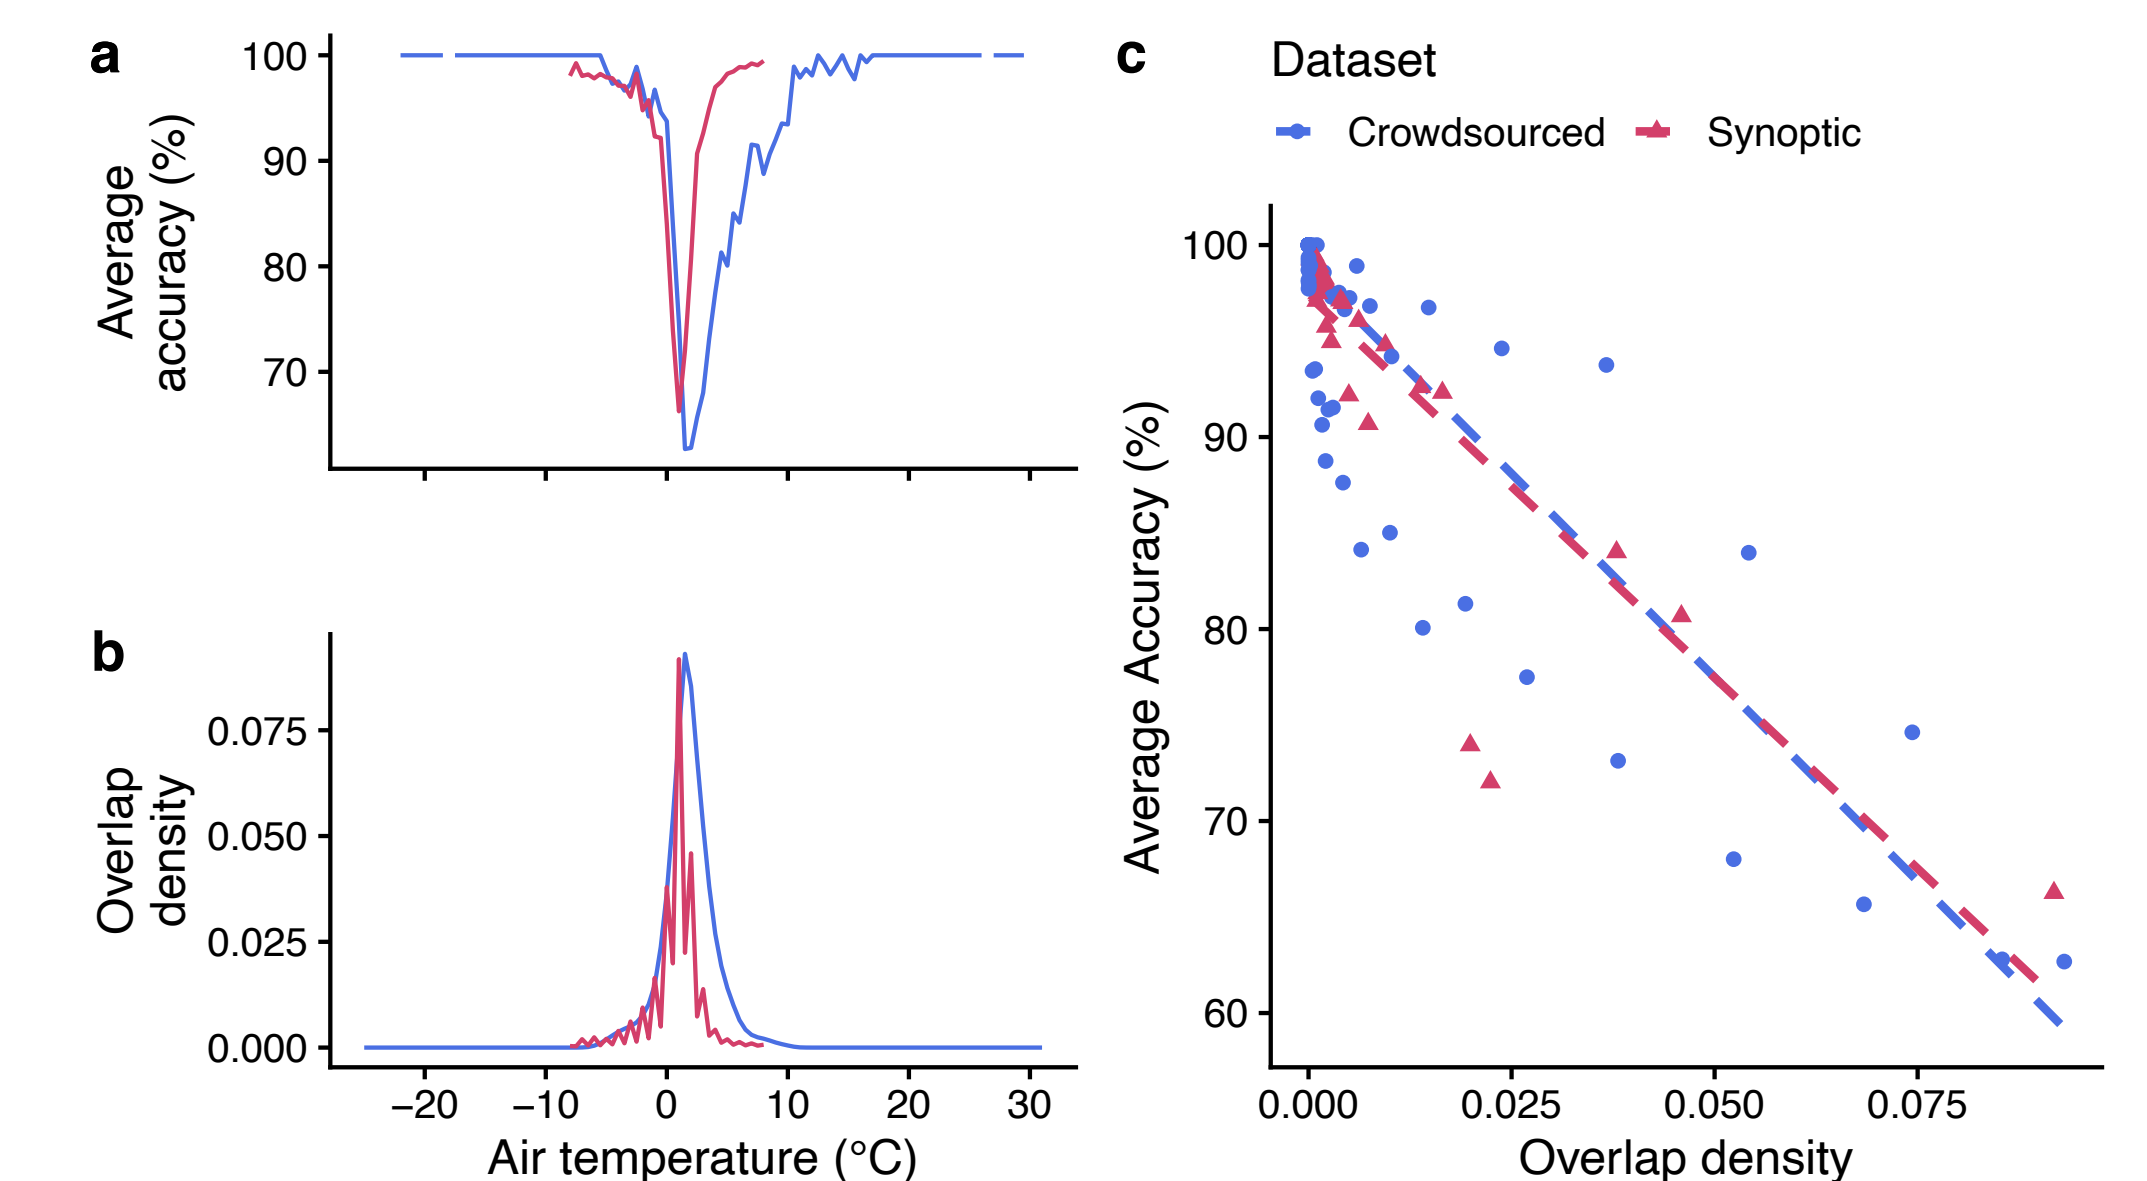 a
100
90
80
70
Average
accuracy (%)
b
0.075
0.050
0.025
0.000
Overlap
density
−20 −10 0 10 20 30
Air temperature (°C)
c
Dataset
Crowdsourced Synoptic
100
90
80
70
60
Average Accuracy (%)
0.000 0.025 0.050 0.075
Overlap density